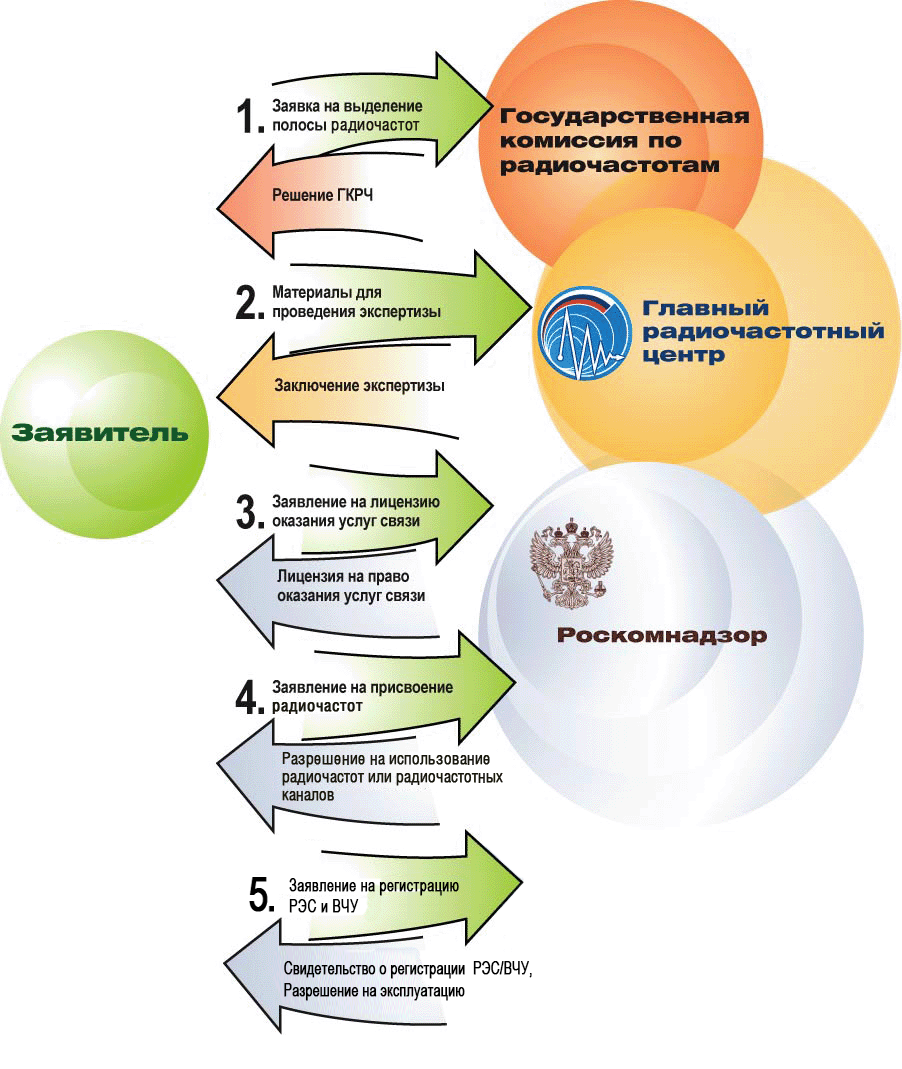 1. Заявка на выделение
полосы радиочастот
Государственная
комиссия по
радиочастотам
Решение ГКРЧ
2. Материалы для
проведения экспертизы
Главный
радиочастотный
центр
Заключение экспертизы
Заявитель
3. Заявление на лицензию
оказания услуг связи
Лицензия на право
оказания услуг связи
Роскомнадзор
4. Заявление на присвоение
радиочастот
Разрешение на использование
радиочастот или радиочастотных
каналов
5. Заявление на регистрацию
РЭС и ВЧУ
Свидетельство о регистрации РЭС/ВЧУ,
Разрешение на эксплуатацию